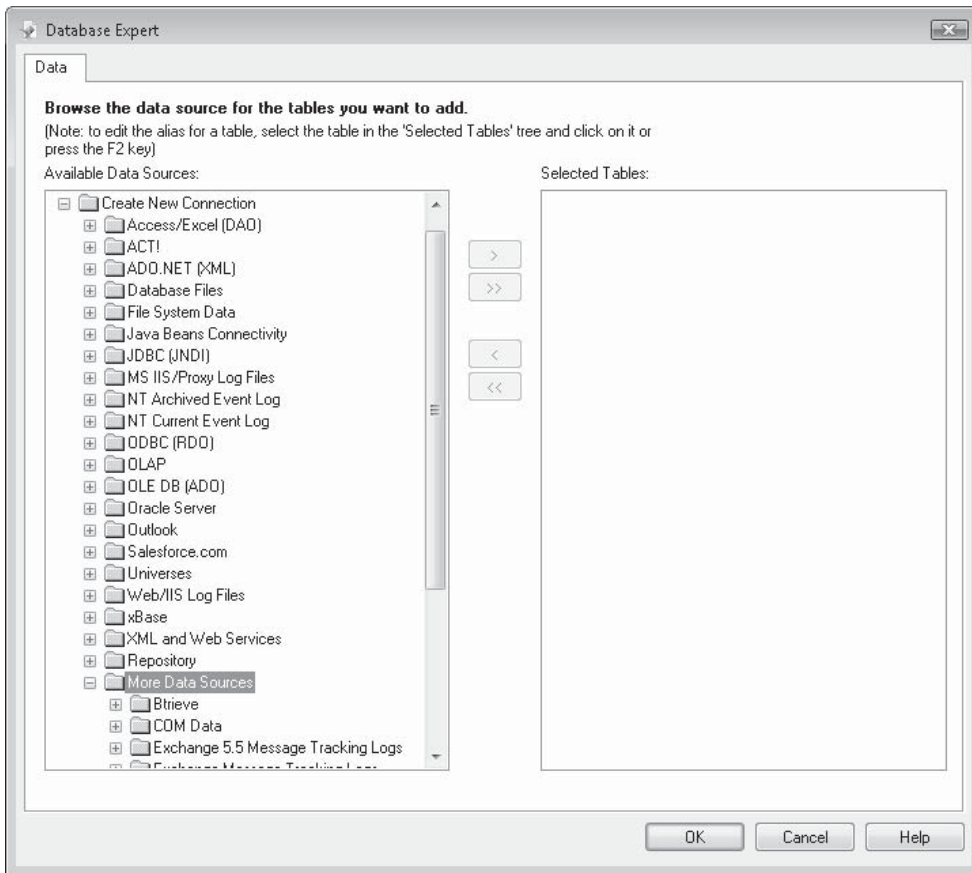 Database Expert
Data
Browse the data source for the tables you want to add.
(Note: to edit the alias for a table, select the table in the 'Selected Tables' tree and click on it or
press the F2 key)
Available Data Sources:
Selected Tables:
Create New Connection
Access/Excel (DAO)
ACT!
ADO.NET (XML)
Database Files
File System Data
Java Beans Connectivity
JDBC (JNDI)
MS IIS/Proxy Log Files
NT Archived Event Log
NT Current Event Log
ODBC (RDO)
OLAP
OLE DB (ADO)
Oracle Server
Outlook
Salesforce.com
Universes
Web/IIS Log Files
xBase
XML and Web Services
Repository
More Data Sources
Btrieve
COM Data
Exchange 5.5 Message Tracking Logs
>
>>
<
<<
OK
Cancel
Help